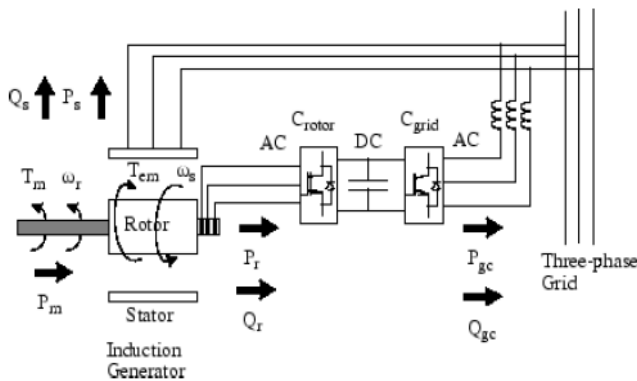 Qs Ps
Crotor Cgrid
AC DC AC
Tm ωr Tem ωs
Rotor
Pm Pr Pgc Three-phase
Grid
Stator Qr Qgc
Induction
Generator